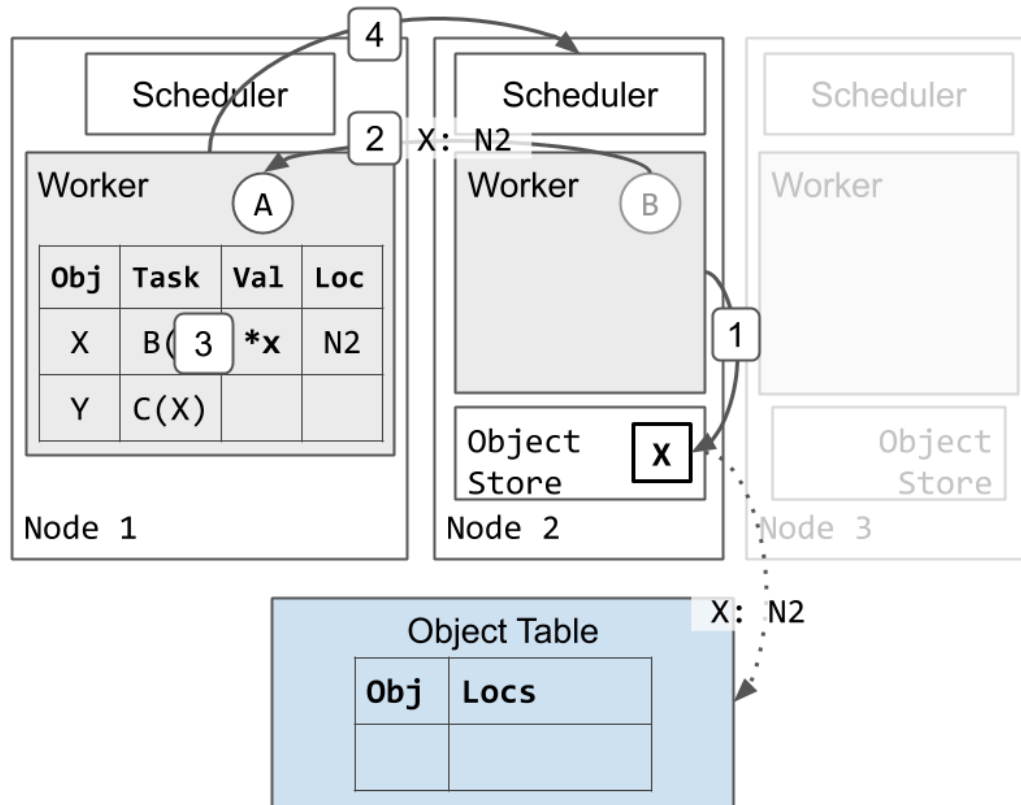 4
Scheduler
Scheduler
Scheduler
2
X: N2
Worker
A
Worker
B
Worker
Obj Task Val Loc
X B( 3 *x N2
1
Y C(X)
Object
Store
X
Object
Store
Node 1
Node 2
Node 3
X: N2
Object Table
Obj Locs